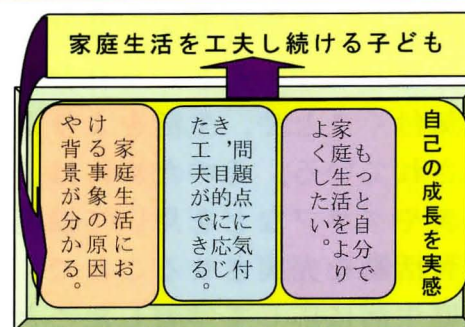 家庭生活を工夫し続ける子ども
自己の成長を実感
もっと自分で
家庭生活をより
よくしたい。
問題点に気付
き，目的に応じ
た工夫ができる。
家庭生活にお
ける事象の原因
や背景が分かる。